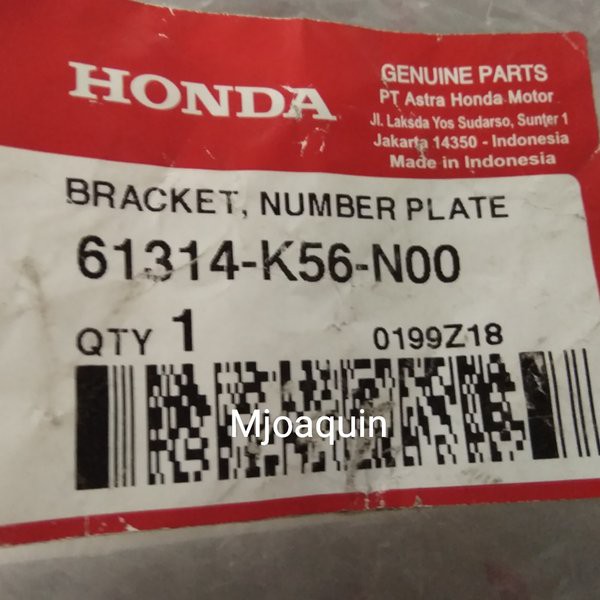 HONDA
GENUINE PARTS
PT Astra Honda Motor
Jl. Laksda Yos Sudarso, Sunter 1
Jakarta 14350 - Indonesia
Made in Indonesia
BRACKET, NUMBER PLATE
61314-K56-N00
QTY 1
0199Z18
Mjoaquin